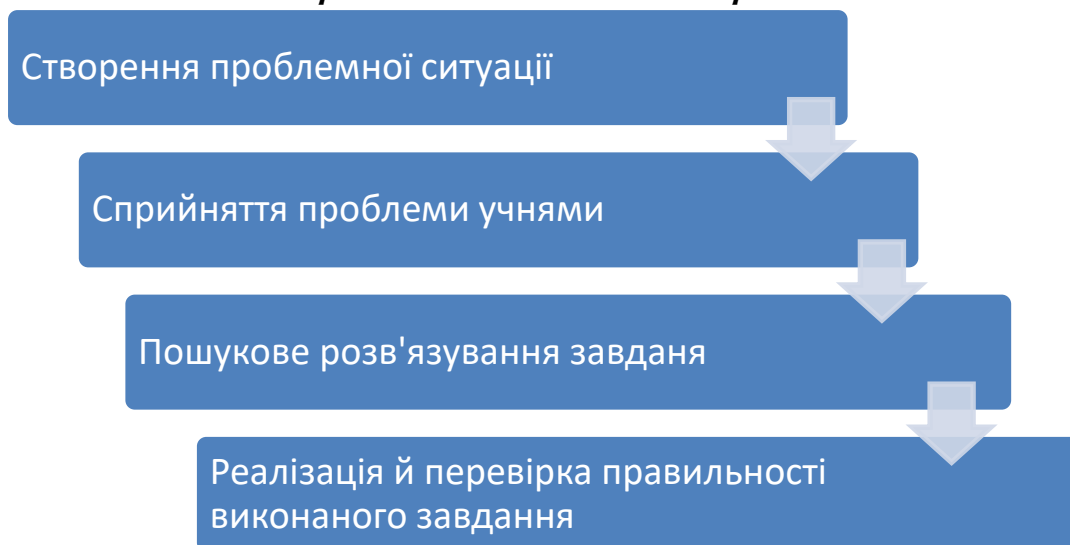 Створення проблемної ситуації
Сприйняття проблеми учнями
Пошукове розв'язування завданя
Реалізація й перевірка правильності
виконаного завдання